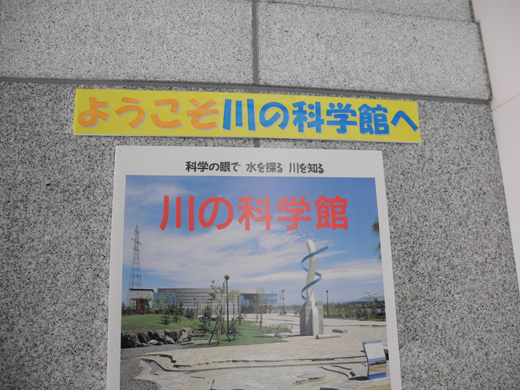 ようこそ川の科学館へ
科学の眼で 水を探る 川を知る
川の科学館